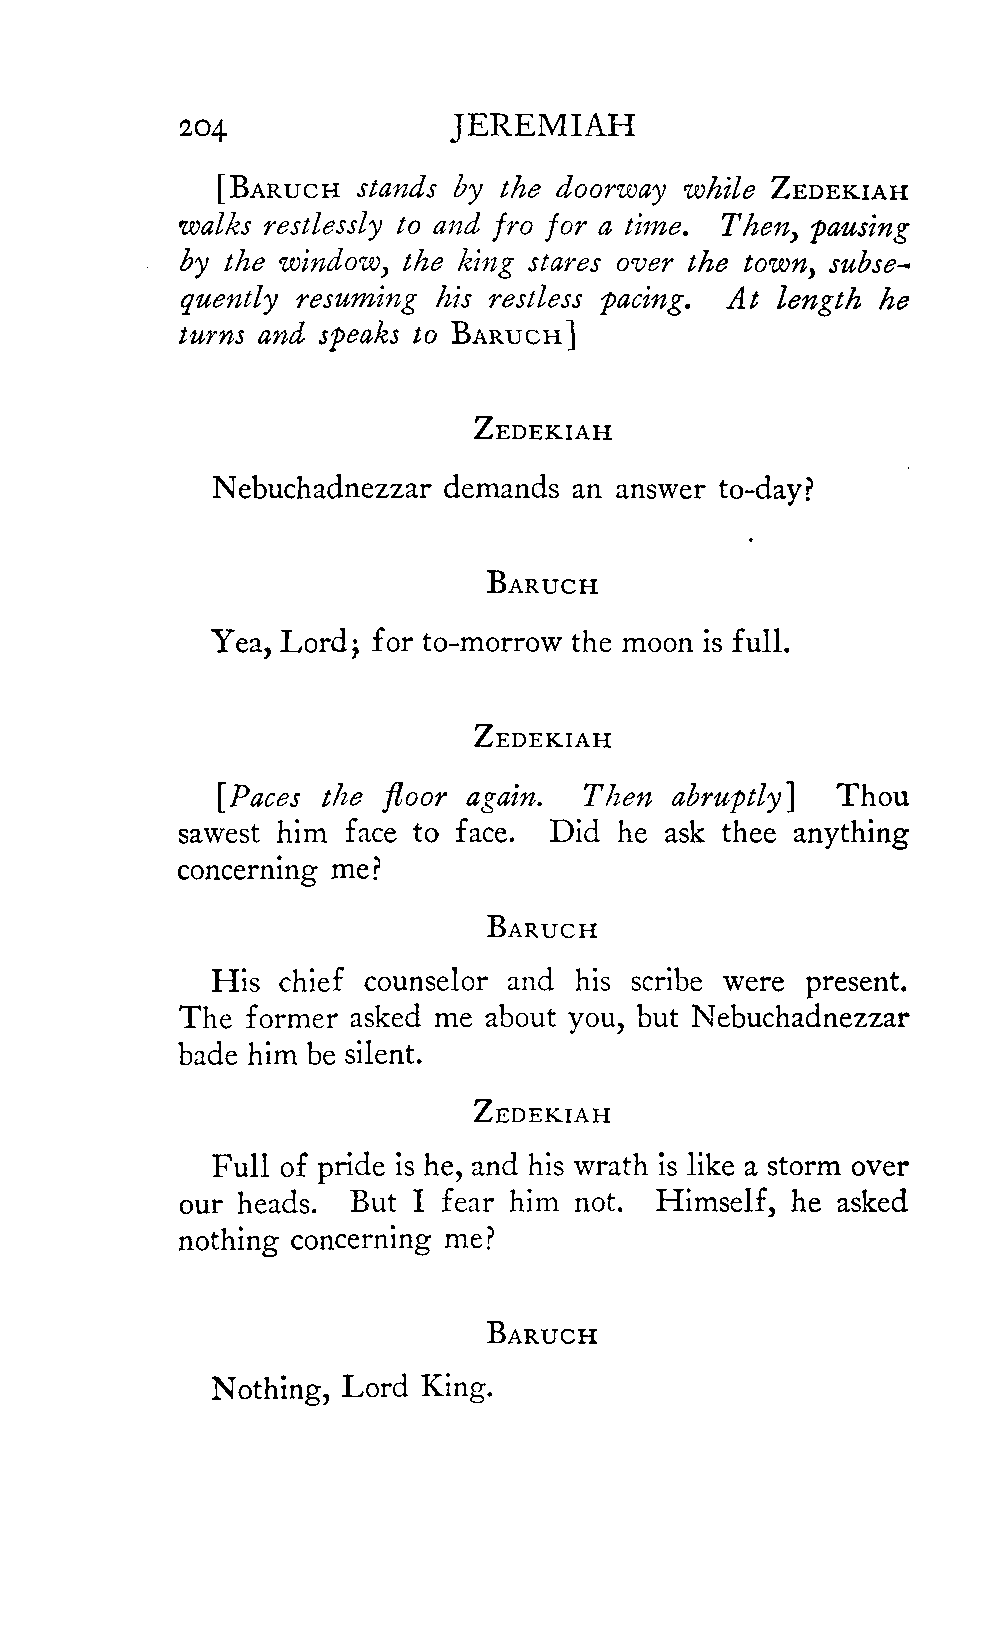 204 JEREMIAH
[BARUCH stands by the doorway while ZEDEKIAH
walks restlessly to and fro for a time. Then, pausing
by the window, the king stares over the town, subse-
quently resuming his restless pacing. At length he
turns and speaks to BARUCH]
ZEDEKIAH
Nebuchadnezzar demands an answer to-day?
BARUCH
Yea, Lord; for to-morrow the moon is full.
ZEDEKIAH
[Paces the floor again. Then abruptly] Thou
sawest him face to face. Did he ask thee anything
concerning me?
BARUCH
His chief counselor and his scribe were present.
The former asked me about you, but Nebuchadnezzar
bade him be silent.
ZEDEKIAH
Full of pride is he, and his wrath is like a storm over
our heads. But I fear him not. Himself, he asked
nothing concerning me?
BARUCH
Nothing, Lord King.